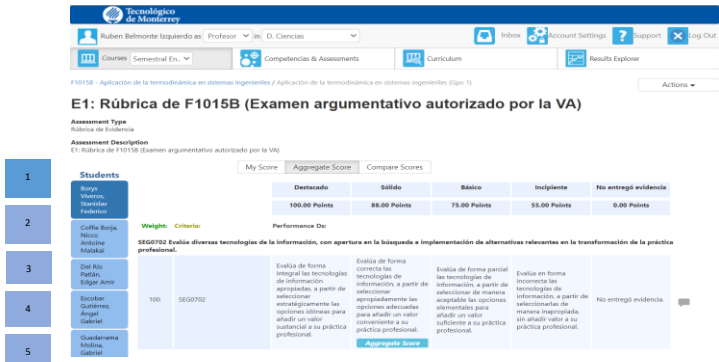 Tecnológico
de Monterrey
Ruben Belmonte Izquierdo as Profesor in D. Ciencias
Inbox Account Settings ? Support X Log Out
Courses Semestral En.. Competencias & Assessments Curriculum Results Explorer
F1015B - Aplicación de la termodinámica en sistemas ingenieriles / Aplicación de la termodinámica en sistemas ingenieriles (Gpo 1)
Actions
E1: Rúbrica de F1015B (Examen argumentativo autorizado por la VA)
Assessment Type
Rúbrica de Evidencia
Assessment Description
E1: Rúbrica de F1015B (Examen argumentativo autorizado por la VA)
My Score Aggregate Score Compare Scores
Students
1
Borys
Viveros,
Stanislav
Federico
2
Coffie Borja,
Nicco
Antoine
Malakai
3
Del Río
Patlán,
Edgar Amir
4
Escobar
Gutiérrez,
Ángel
Gabriel
5
Guadarrama
Molina,
Gabriel
Destacado Sólido Básico Incipiente No entregó evidencia
100.00 Points 88.00 Points 75.00 Points 55.00 Points 0.00 Points
Weight: Criteria: Performance Ds:
SEG0702 Evalúa diversas tecnologías de la información, con apertura en la búsqueda e implementación de alternativas relevantes en la transformación de la práctica
profesional.
100 SEG0702
Evalúa de forma
integral las tecnologías
de información
apropiadas, a partir de
seleccionar
estratégicamente las
opciones idóneas para
añadir un valor
sustancial a su práctica
profesional.
Evalúa de forma
correcta las
tecnologías de
información, a partir de
seleccionar
apropiadamente las
opciones adecuadas
para añadir un valor
conveniente a su
práctica profesional.
Aggregate Score
Evalúa de forma parcial
las tecnologías de
información, a partir de
seleccionar de manera
aceptable las opciones
elementales para
añadir un valor
suficiente a su práctica
profesional.
Evalúa en forma
incorrecta las
tecnologías de
información, a partir de
seleccionarlas de
manera inapropiada,
sin añadir valor a su
práctica profesional.
No entregó evidencia.